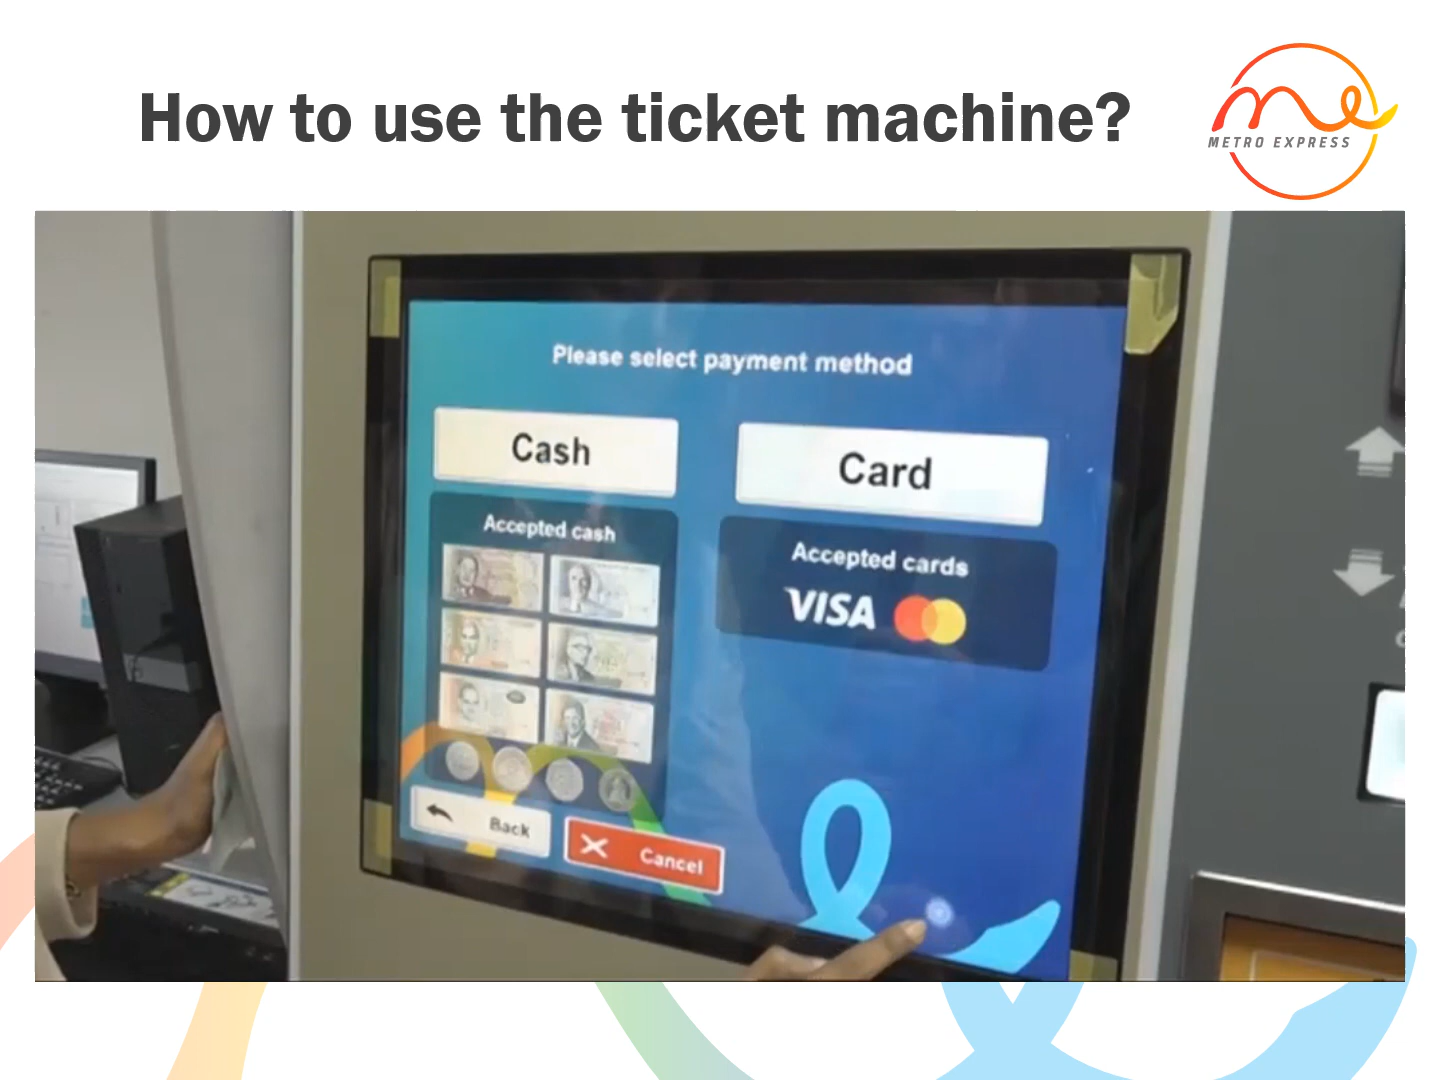 How to use the ticket machine?
METRO EXPRESS
Please select payment method
Cash
Card
Accepted cash
Accepted cards
VISA
Back
Cancel